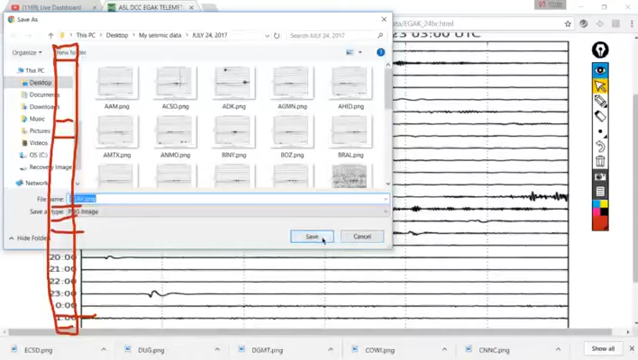 (1169) Live Dashboard
ASL DCC EGAK TELEMET
Save As
data/EGAK_24hr.html
This PC > Desktop > My seismic data > JULY 24, 2017
Search JULY 24, 2017
23 03:00 UTC
Organize
New folder
This PC
Desktop
Documents
Downloads
Music
Pictures
Videos
OS (C:)
Recovery Image
Network
AAM.png
ACSO.png
ADK.png
AGMN.png
AHID.png
AMTX.png
ANMO.png
BINY.png
BOZ.png
BRAL.png
File name:
Save as type:
PNG Image
Hide Folders
Save
Cancel
20:00
21:00
22:00
23:00
0:00
1:00
ECSD.png
DUG.png
DGMT.png
COWI.png
CNNC.png
Show all